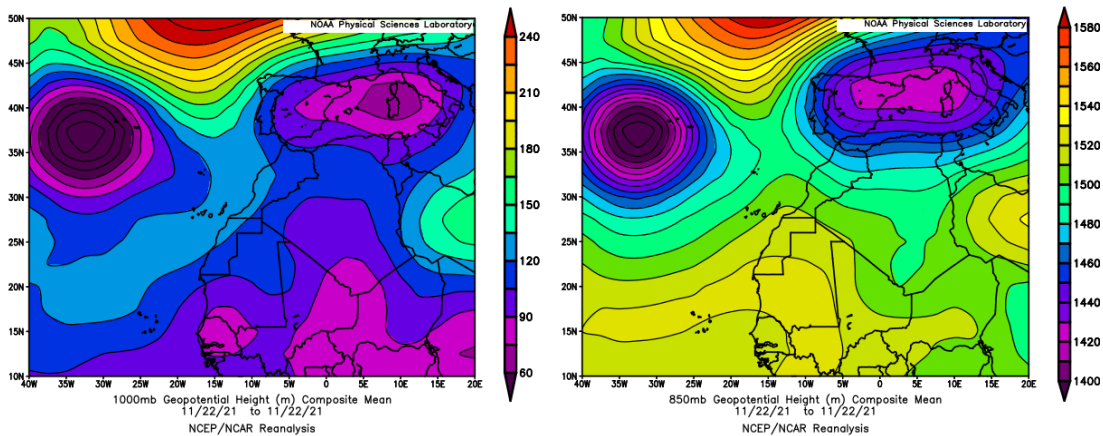 NOAA Physical Sciences Laboratory
50N
45N
40N
35N
30N
25N
20N
15N
10N
40W 35W 30W 25W 20W 15W 10W 5W 0 5E 10E 15E 20E
240
210
180
150
120
90
60
1000mb Geopotential Height (m) Composite Mean
11/22/21 to 11/22/21
NCEP/NCAR Reanalysis
NOAA Physical Sciences Laboratory
50N
45N
40N
35N
30N
25N
20N
15N
10N
40W 35W 30W 25W 20W 15W 10W 5W 0 5E 10E 15E 20E
1580
1560
1540
1520
1500
1480
1460
1440
1420
1400
850mb Geopotential Height (m) Composite Mean
11/22/21 to 11/22/21
NCEP/NCAR Reanalysis